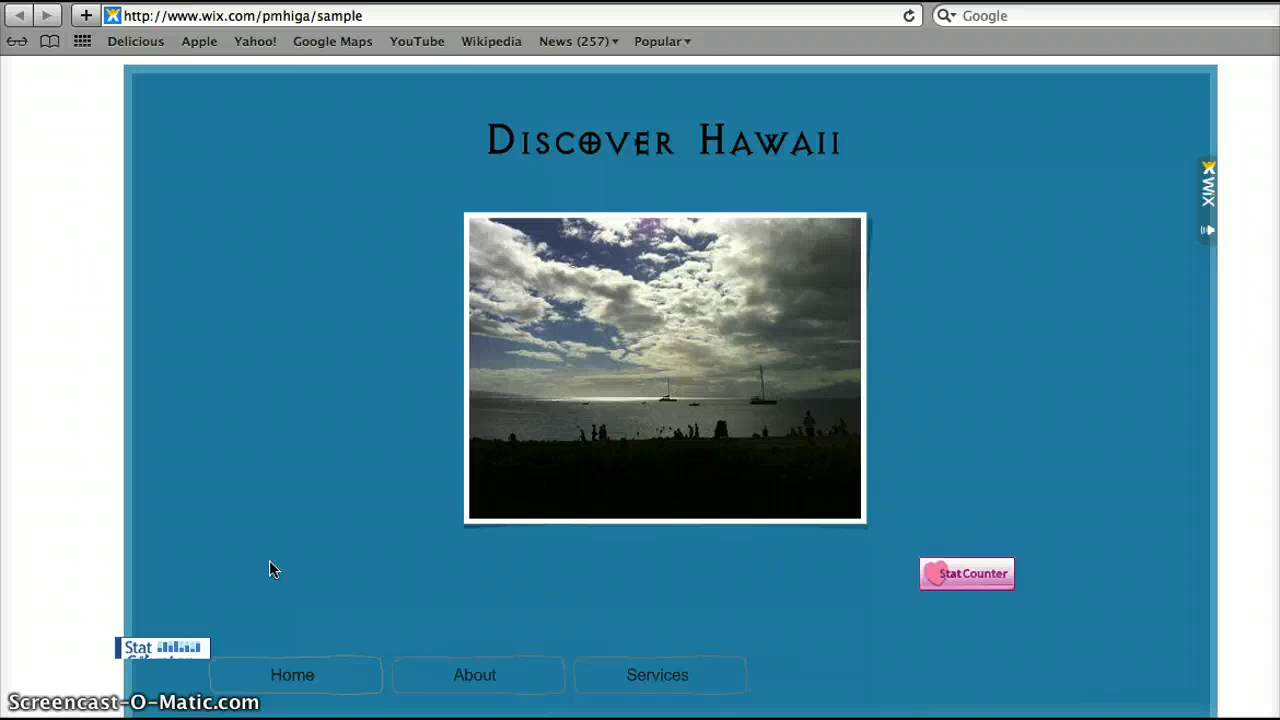 http://www.wix.com/pmhiga/sample
Google
Delicious Apple Yahoo! Google Maps YouTube Wikipedia News (257) Popular
Discover Hawaii
WIX
StatCounter
Stat
Home About Services
Screencast-O-Matic.com